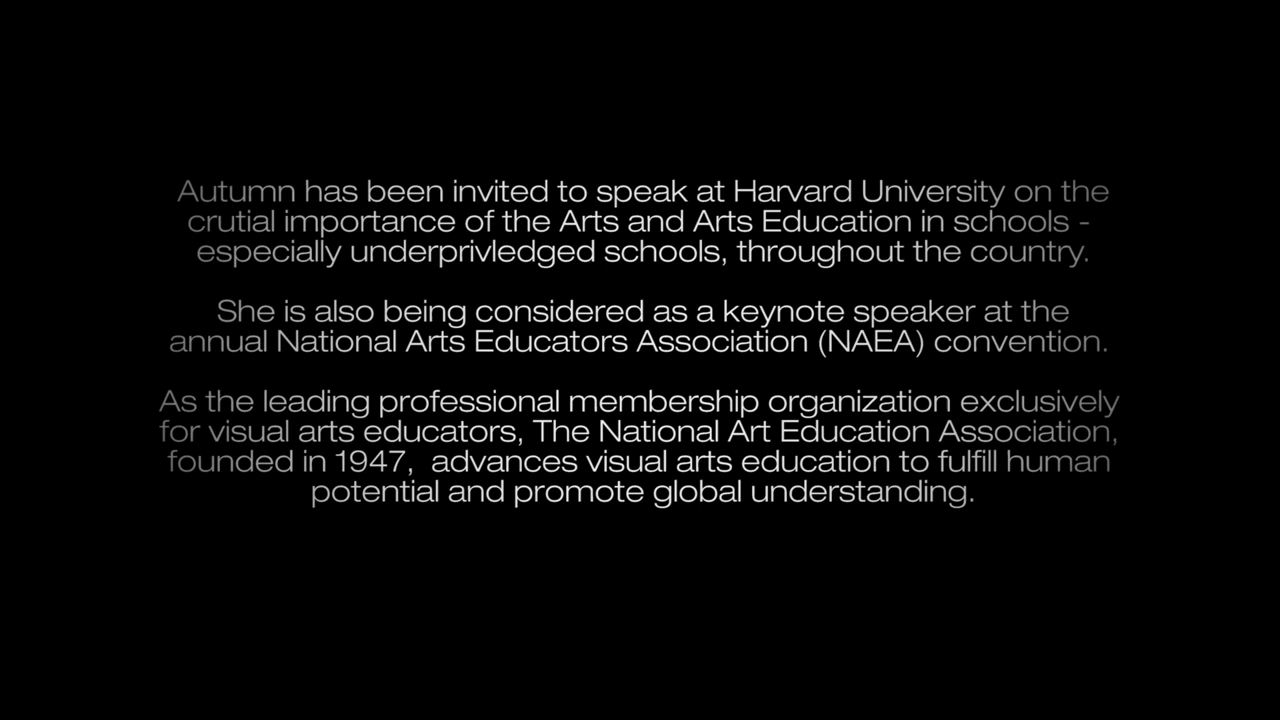 Autumn has been invited to speak at Harvard University on the
crutial importance of the Arts and Arts Education in schools -
especially underprivledged schools, throughout the country.
She is also being considered as a keynote speaker at the
annual National Arts Educators Association (NAEA) convention.
As the leading professional membership organization exclusively
for visual arts educators, The National Art Education Association,
founded in 1947,  advances visual arts education to fulfill human
potential and promote global understanding.